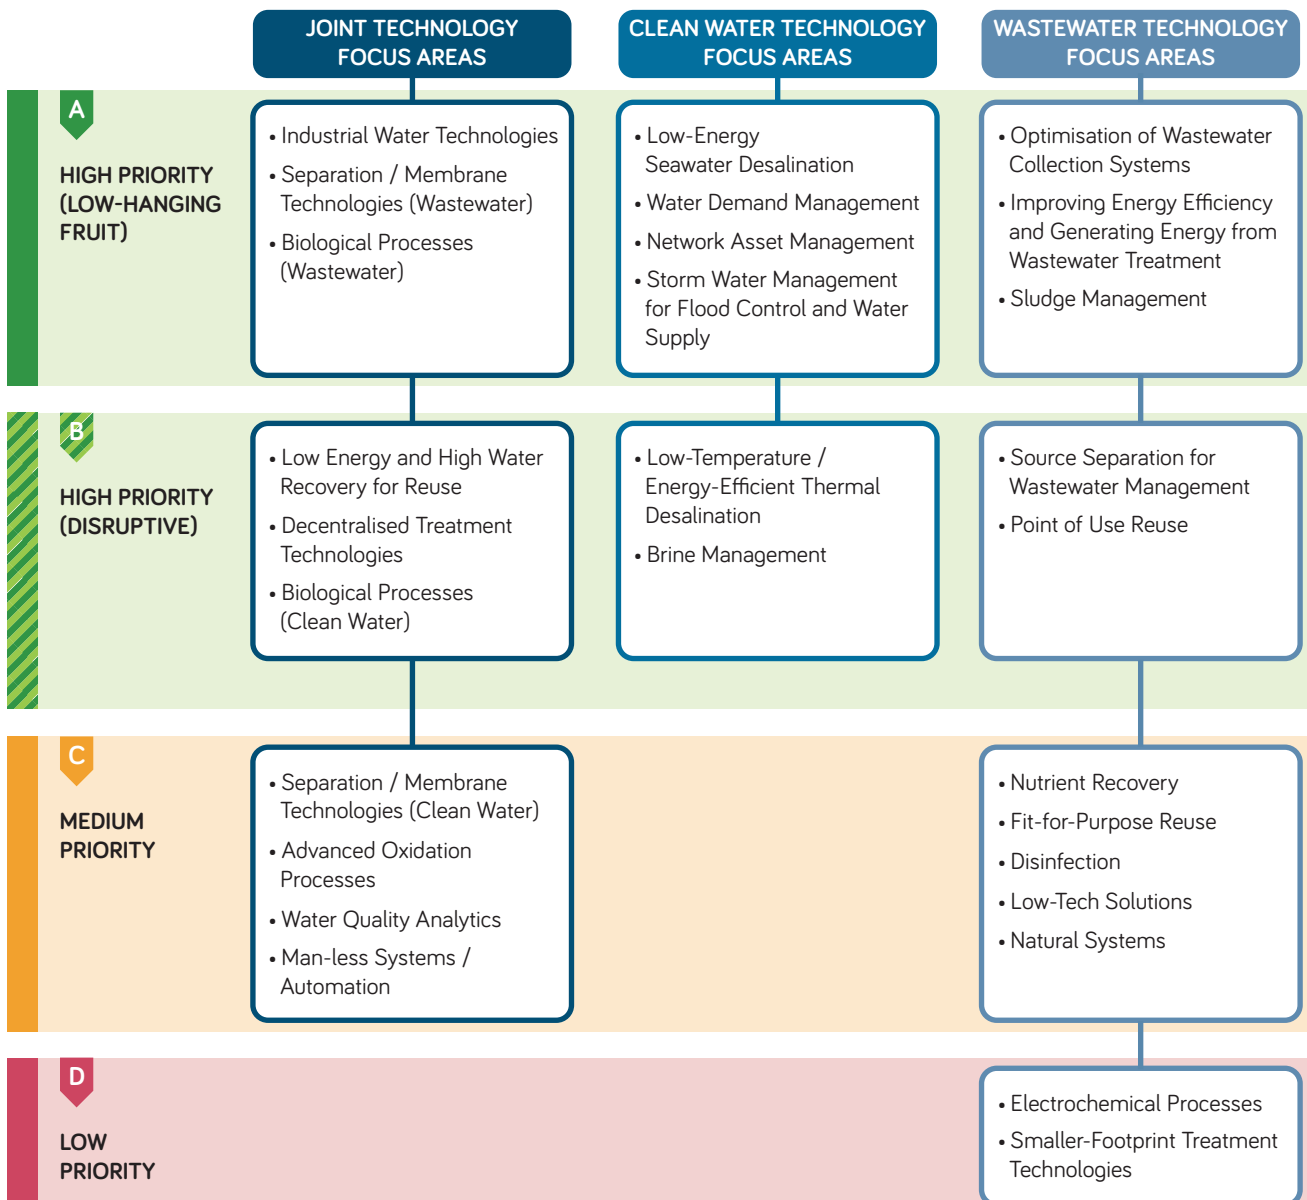 JOINT TECHNOLOGY
FOCUS AREAS
CLEAN WATER TECHNOLOGY
FOCUS AREAS
WASTEWATER TECHNOLOGY
FOCUS AREAS
A
HIGH PRIORITY
(LOW-HANGING
FRUIT)
• Industrial Water Technologies
• Separation / Membrane
Technologies (Wastewater)
• Biological Processes
(Wastewater)
• Low-Energy
Seawater Desalination
• Water Demand Management
• Network Asset Management
• Storm Water Management
for Flood Control and Water
Supply
• Optimisation of Wastewater
Collection Systems
• Improving Energy Efficiency
and Generating Energy from
Wastewater Treatment
• Sludge Management
B
HIGH PRIORITY
(DISRUPTIVE)
• Low Energy and High Water
Recovery for Reuse
• Decentralised Treatment
Technologies
• Biological Processes
(Clean Water)
• Low-Temperature /
Energy-Efficient Thermal
Desalination
• Brine Management
• Source Separation for
Wastewater Management
• Point of Use Reuse
C
MEDIUM
PRIORITY
• Separation / Membrane
Technologies (Clean Water)
• Advanced Oxidation
Processes
• Water Quality Analytics
• Man-less Systems /
Automation
• Nutrient Recovery
• Fit-for-Purpose Reuse
• Disinfection
• Low-Tech Solutions
• Natural Systems
D
LOW
PRIORITY
• Electrochemical Processes
• Smaller-Footprint Treatment
Technologies